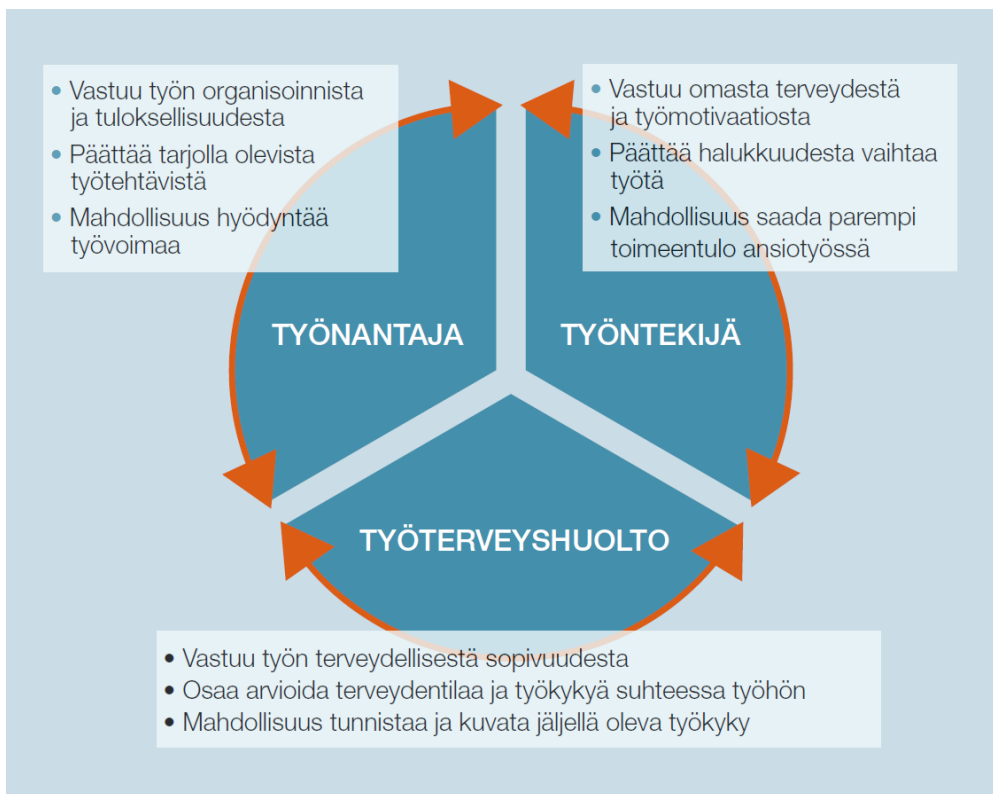 • Vastuu työn organisoinnista
ja tuloksellisuudesta
• Päättää tarjolla olevista
työtehtävistä
• Mahdollisuus hyödyntää
työvoimaa
• Vastuu omasta terveydestä
ja työmotivaatiosta
• Päättää halukkuudesta vaihtaa
työtä
• Mahdollisuus saada parempi
toimeentulo ansiotyössä
TYÖNANTAJA
TYÖNTEKIJÄ
TYÖTERVEYSHUOLTO
• Vastuu työn terveydellisestä sopivuudesta
• Osaa arvioida terveydentilaa ja työkykyä suhteessa työhön
• Mahdollisuus tunnistaa ja kuvata jäljellä oleva työkyky